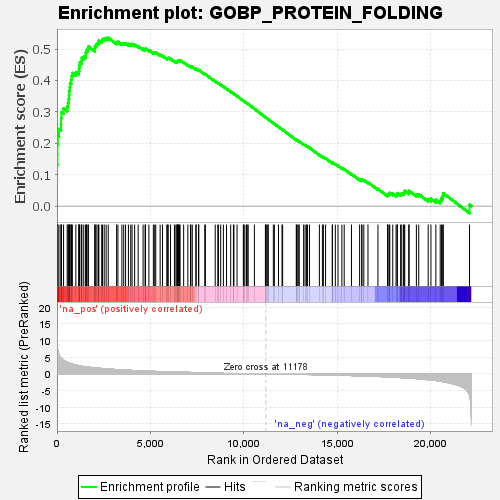 Enrichment plot: GOBP_PROTEIN_FOLDING
Enrichment score (ES)
0.5
0.4
0.3
0.2
0.1
0.0
'na_pos' (positively correlated)
Ranked list metric (PreRanked)
20
15
10
5
0
-5
-10
-15
Zero cross at 11178
'na_neg' (negatively correlated)
0 5,000 10,000 15,000 20,000
Rank in Ordered Dataset
Enrichment profile Hits Ranking metric scores